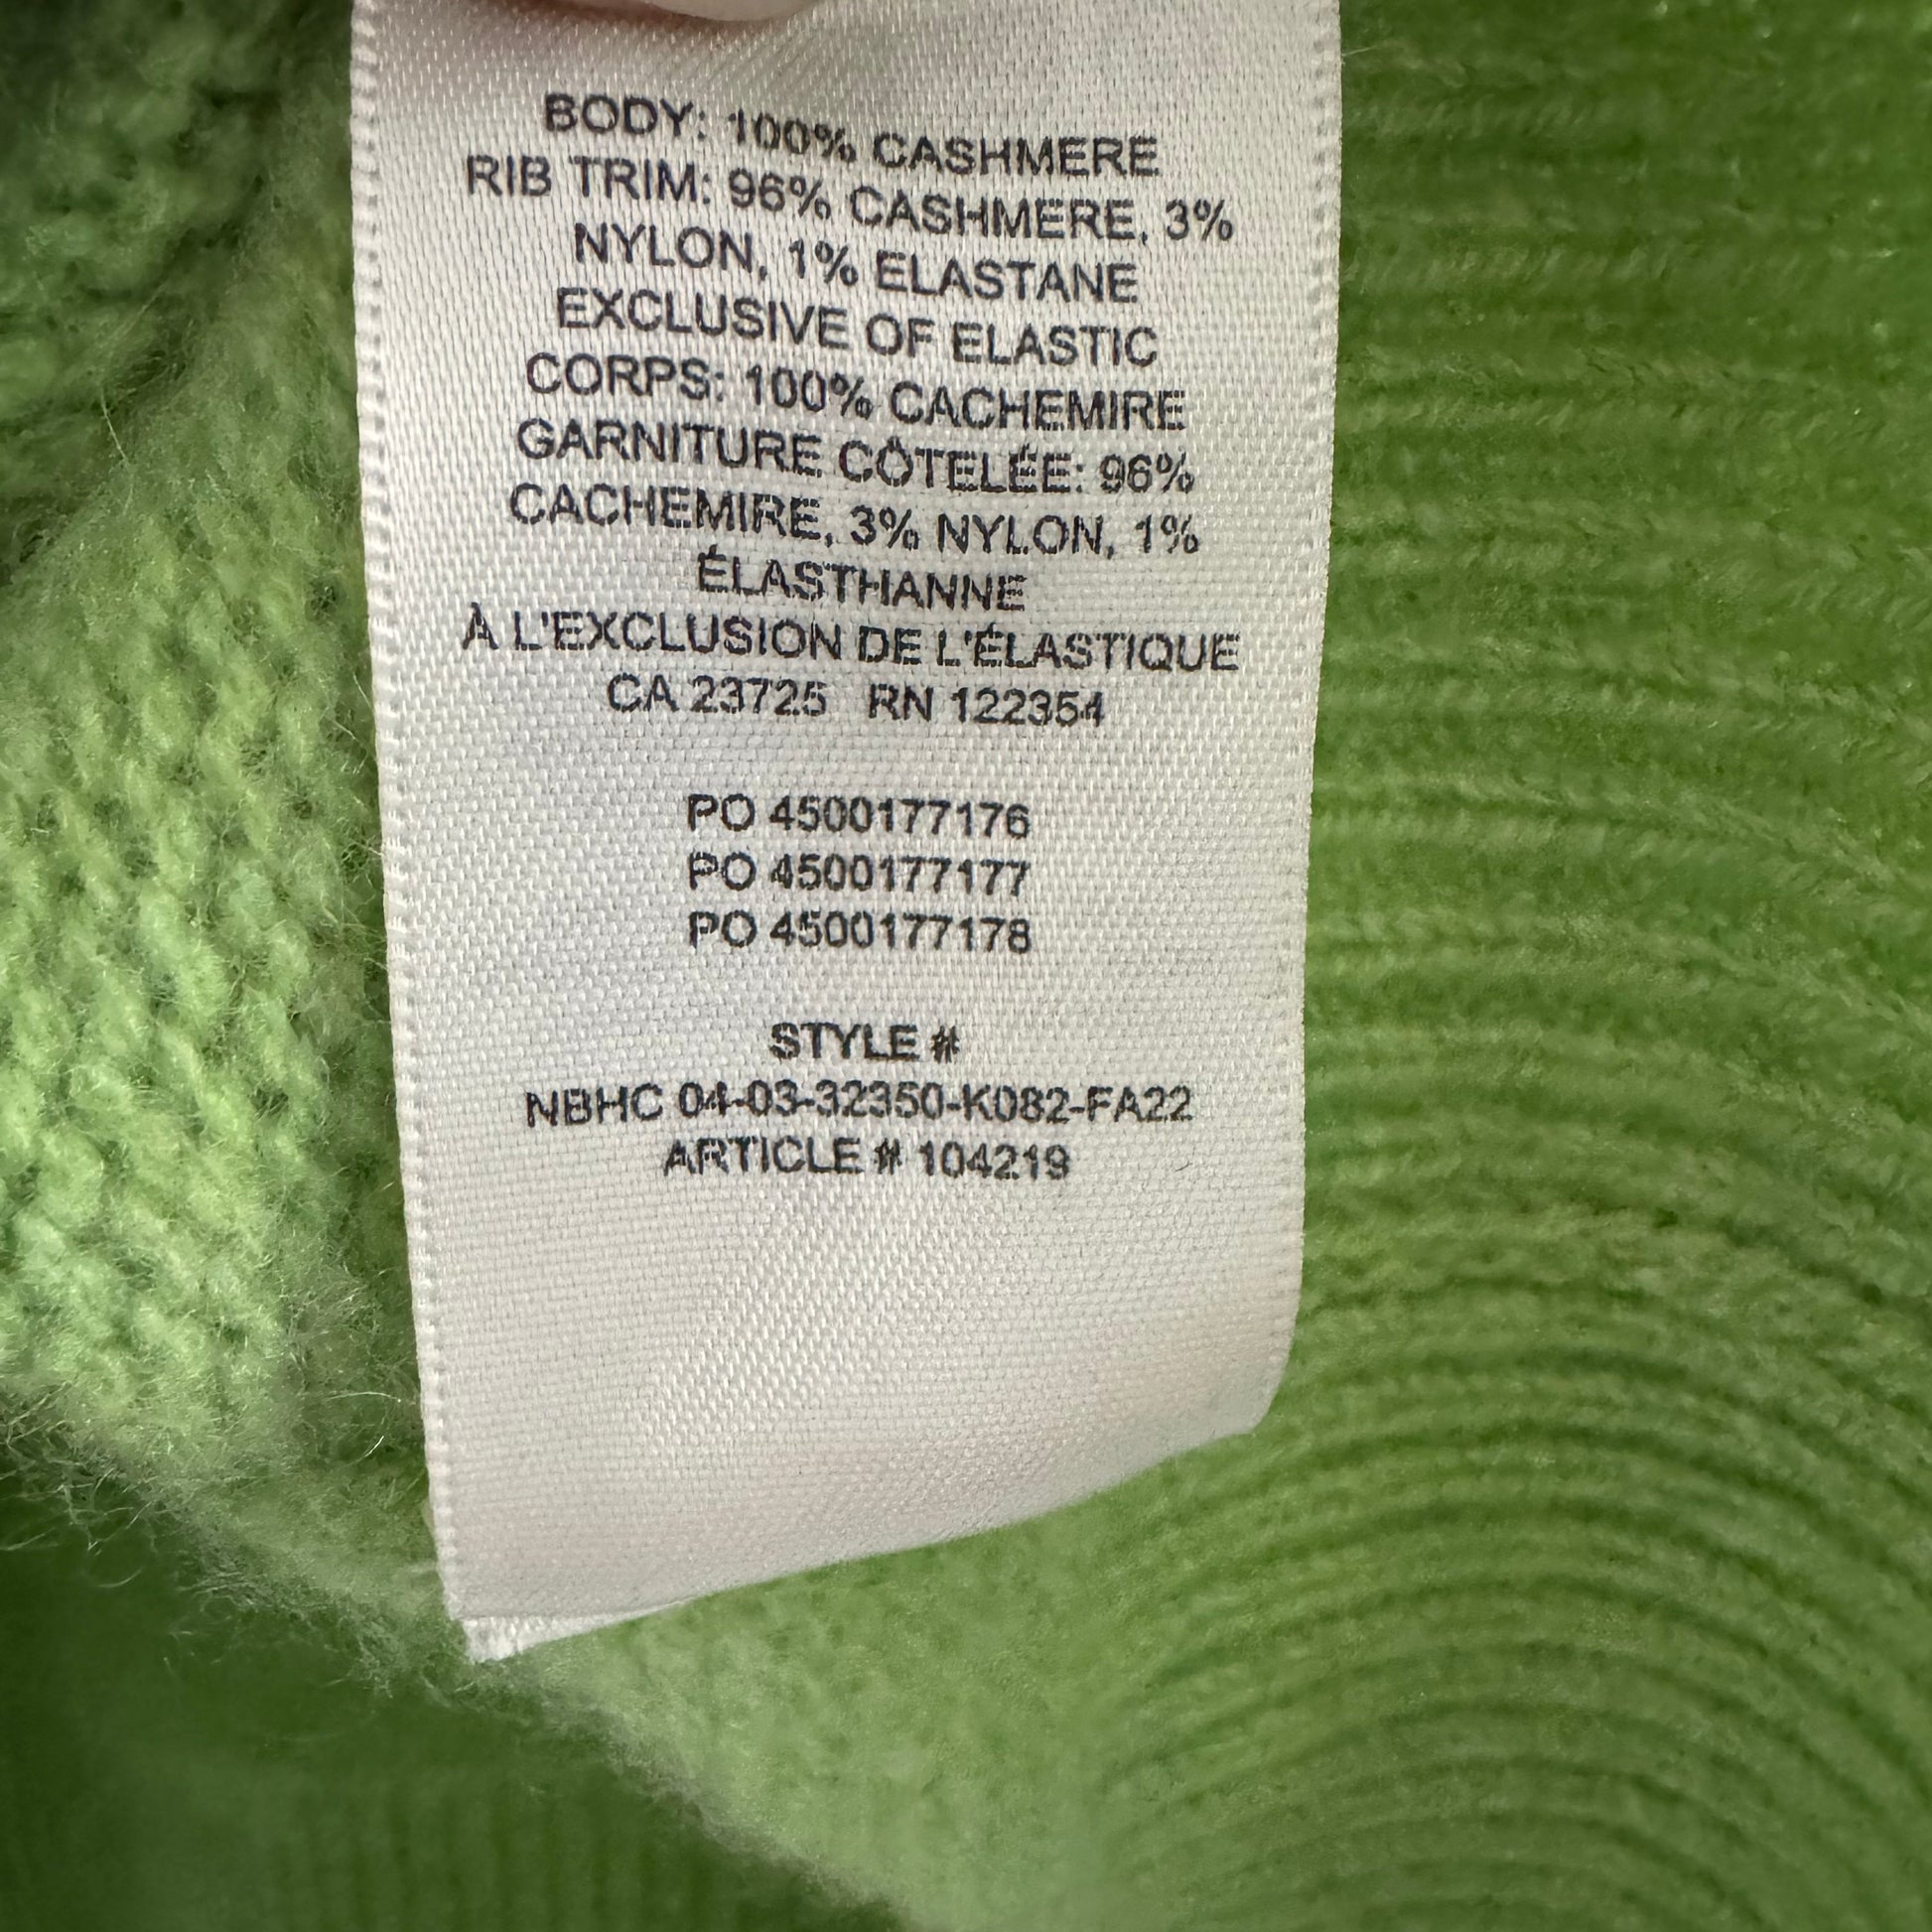 BODY: 100% CASHMERE
RIB TRIM: 96% CASHMERE, 3%
NYLON, 1% ELASTANE
EXCLUSIVE OF ELASTIC
CORPS: 100% CACHEMIRE
GARNITURE CÔTELÉE: 96%
CACHEMIRE, 3% NYLON, 1%
ÉLASTHANNE
À L'EXCLUSION DE L'ÉLASTIQUE
CA 23725 RN 122354
PO 4500177176
PO 4500177177
PO 4500177178
STYLE #
NBHC 04-03-32350-K082-FA22
ARTICLE # 104219